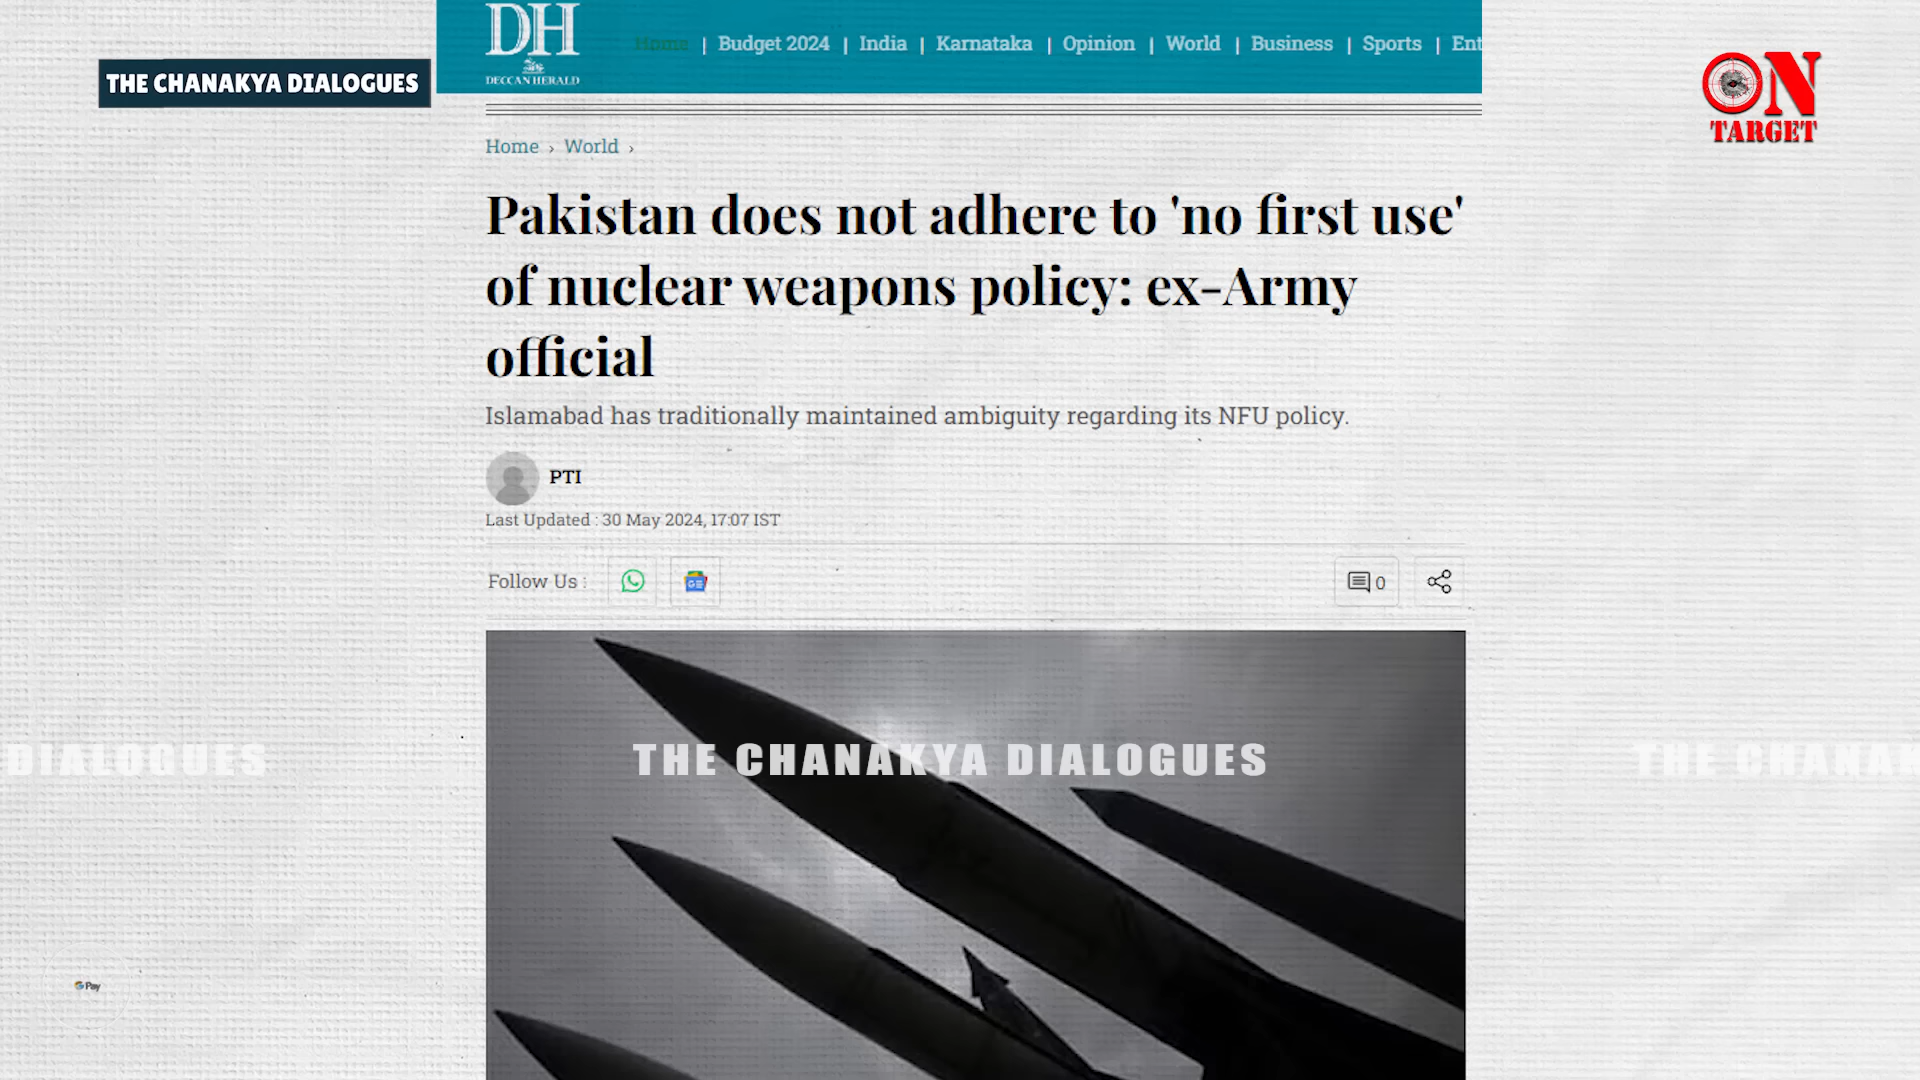 DH
DECCAN HERALD
Home | Budget 2024 | India | Karnataka | Opinion | World | Business | Sports | Ent
THE CHANAKYA DIALOGUES
ON
TARGET
Home › World ›
Pakistan does not adhere to 'no first use'
of nuclear weapons policy: ex-Army
official
Islamabad has traditionally maintained ambiguity regarding its NFU policy.
PTI
Last Updated : 30 May 2024, 17:07 IST
Follow Us :
0
DIALOGUES
THE CHANAKYA DIALOGUES
THE CHANAK
G Pay